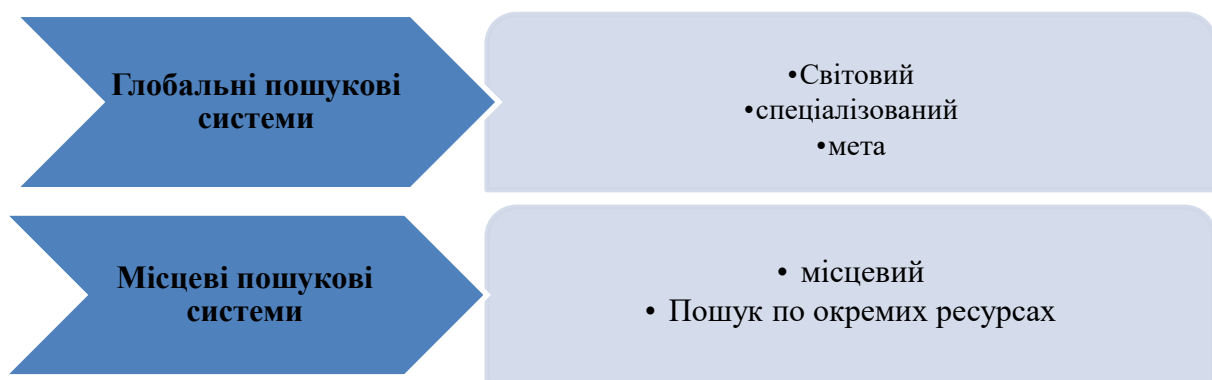 Глобальні пошукові
системи
•Світовий
•спеціалізований
•мета
Місцеві пошукові
системи
• місцевий
• Пошук по окремих ресурсах